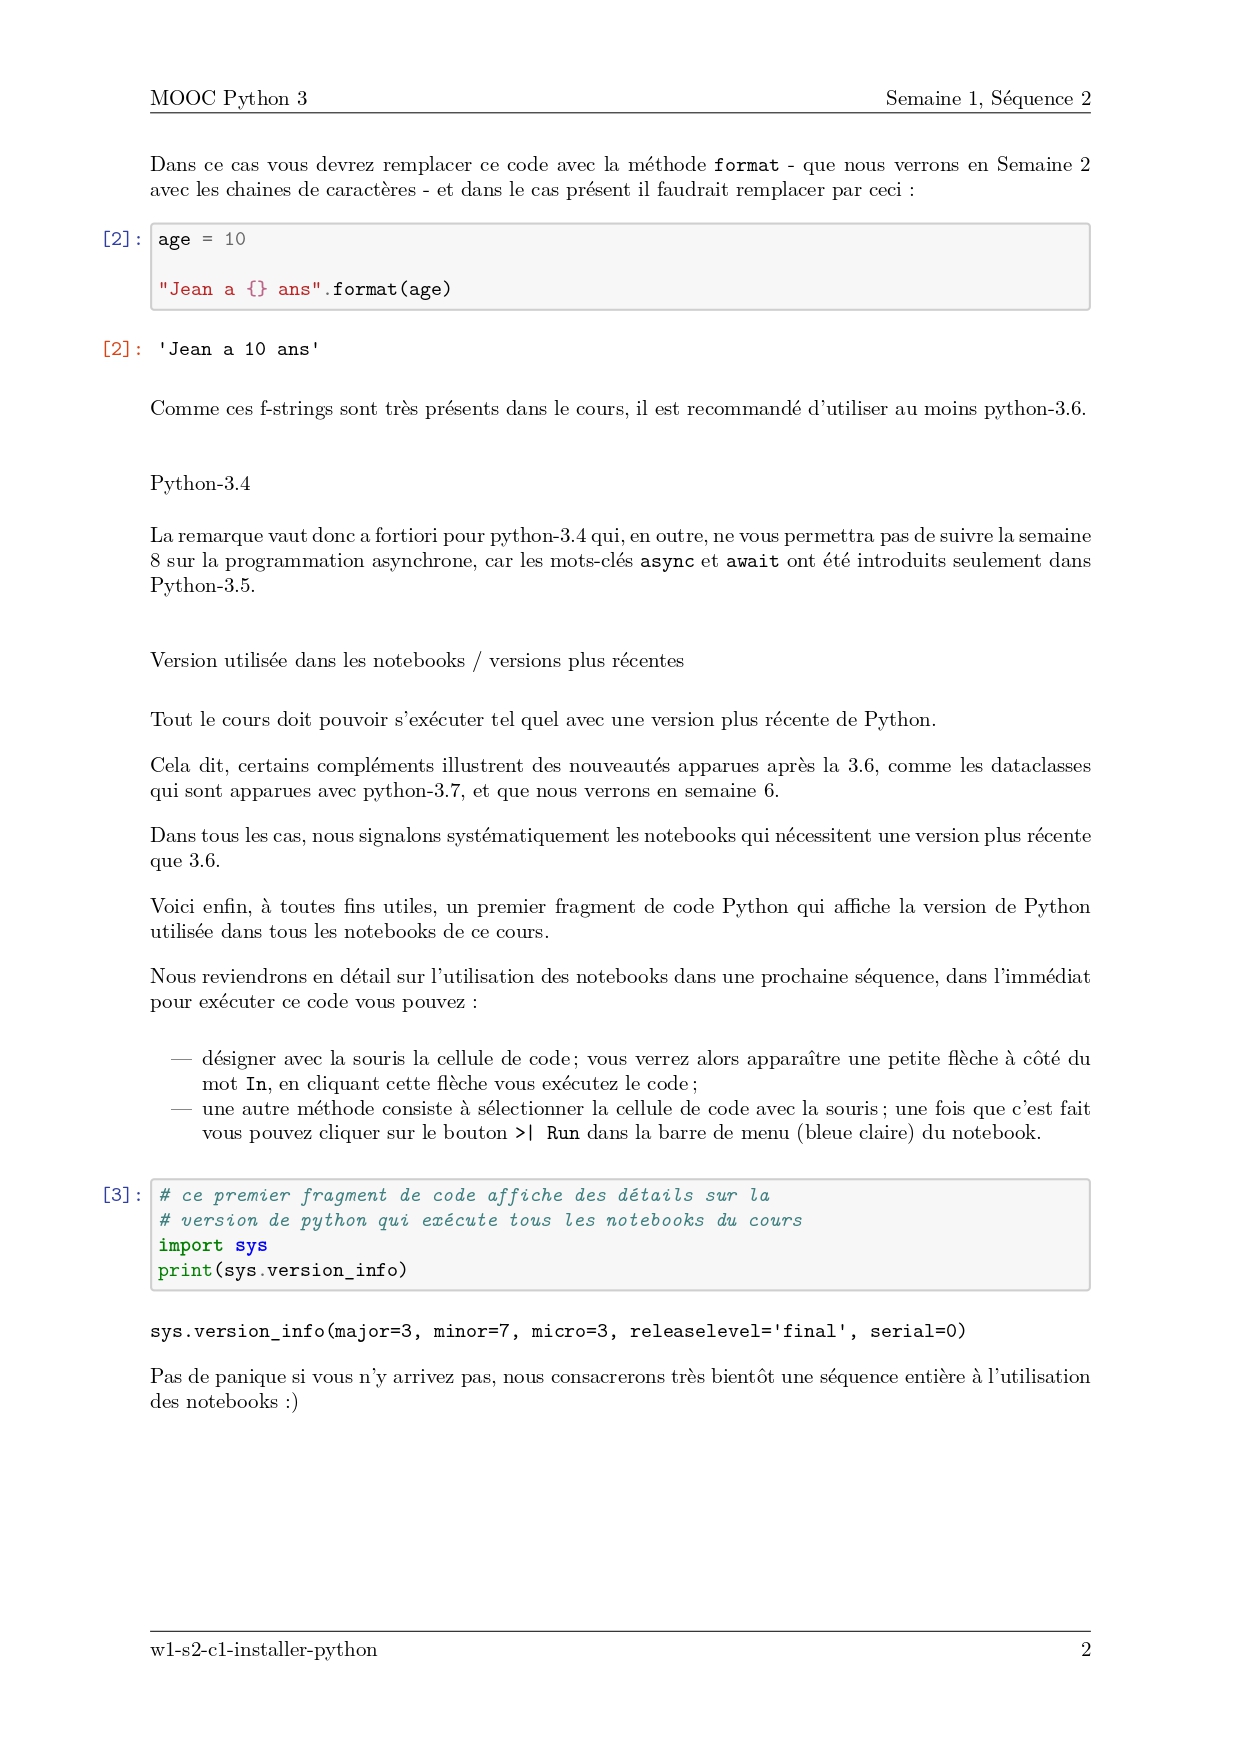 MOOC Python 3 Semaine 1, Séquence 2
Dans ce cas vous devrez remplacer ce code avec la méthode format - que nous verrons en Semaine 2
avec les chaines de caractères - et dans le cas présent il faudrait remplacer par ceci :
[2]: age = 10
"Jean a {} ans".format(age)
[2]: 'Jean a 10 ans'
Comme ces f-strings sont très présents dans le cours, il est recommandé d'utiliser au moins python-3.6.
Python-3.4
La remarque vaut donc a fortiori pour python-3.4 qui, en outre, ne vous permettra pas de suivre la semaine
8 sur la programmation asynchrone, car les mots-clés async et await ont été introduits seulement dans
Python-3.5.
Version utilisée dans les notebooks / versions plus récentes
Tout le cours doit pouvoir s'exécuter tel quel avec une version plus récente de Python.
Cela dit, certains compléments illustrent des nouveautés apparues après la 3.6, comme les dataclasses
qui sont apparues avec python-3.7, et que nous verrons en semaine 6.
Dans tous les cas, nous signalons systématiquement les notebooks qui nécessitent une version plus récente
que 3.6.
Voici enfin, à toutes fins utiles, un premier fragment de code Python qui affiche la version de Python
utilisée dans tous les notebooks de ce cours.
Nous reviendrons en détail sur l'utilisation des notebooks dans une prochaine séquence, dans l'immédiat
pour exécuter ce code vous pouvez :
— désigner avec la souris la cellule de code ; vous verrez alors apparaître une petite flèche à côté du
mot In, en cliquant cette flèche vous exécutez le code ;
— une autre méthode consiste à sélectionner la cellule de code avec la souris ; une fois que c'est fait
vous pouvez cliquer sur le bouton >| Run dans la barre de menu (bleue claire) du notebook.
[3]: # ce premier fragment de code affiche des détails sur la
# version de python qui exécute tous les notebooks du cours
import sys
print(sys.version_info)
sys.version_info(major=3, minor=7, micro=3, releaselevel='final', serial=0)
Pas de panique si vous n'y arrivez pas, nous consacrerons très bientôt une séquence entière à l'utilisation
des notebooks :)
w1-s2-c1-installer-python 2